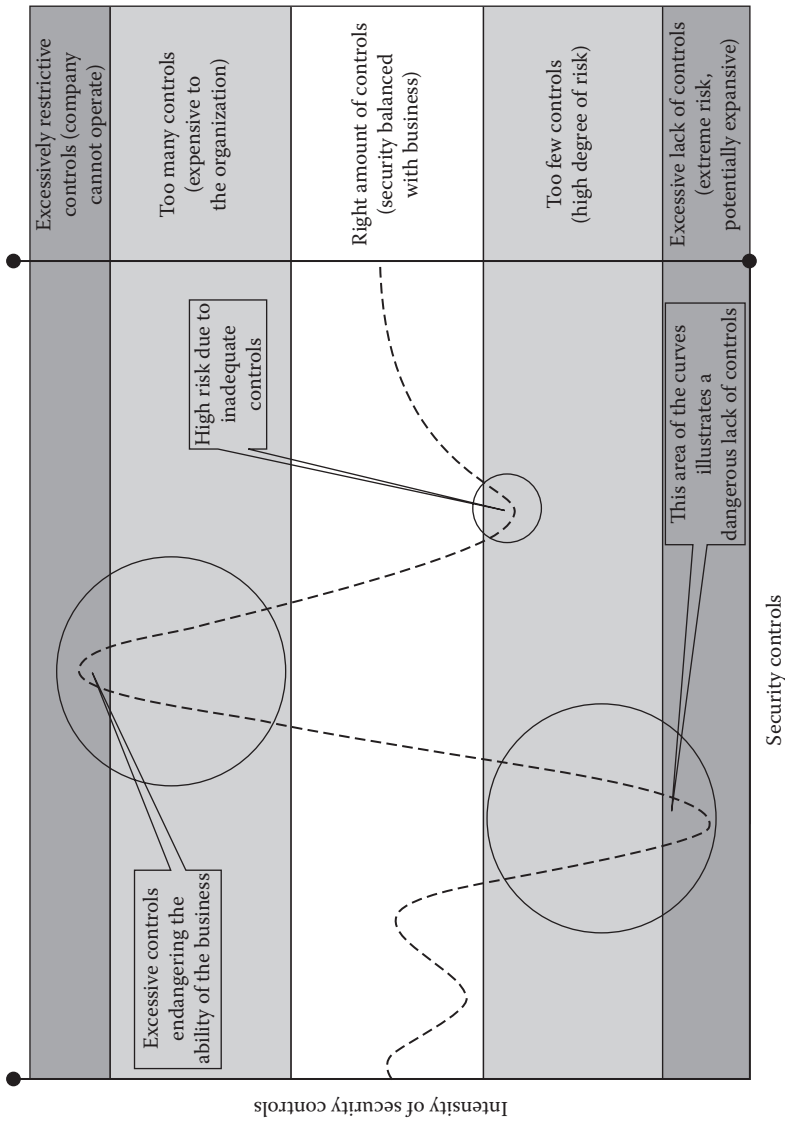 Excessively restrictive
controls (company
cannot operate)
Too many controls
(expensive to
the organization)
Right amount of controls
(security balanced
with business)
Too few controls
(high degree of risk)
Excessive lack of controls
(extreme risk,
potentially expansive)
High risk due to
inadequate
controls
This area of the curves
illustrates a
dangerous lack of controls
Excessive controls
endangering the
ability of the business
Security controls
Intensity of security controls